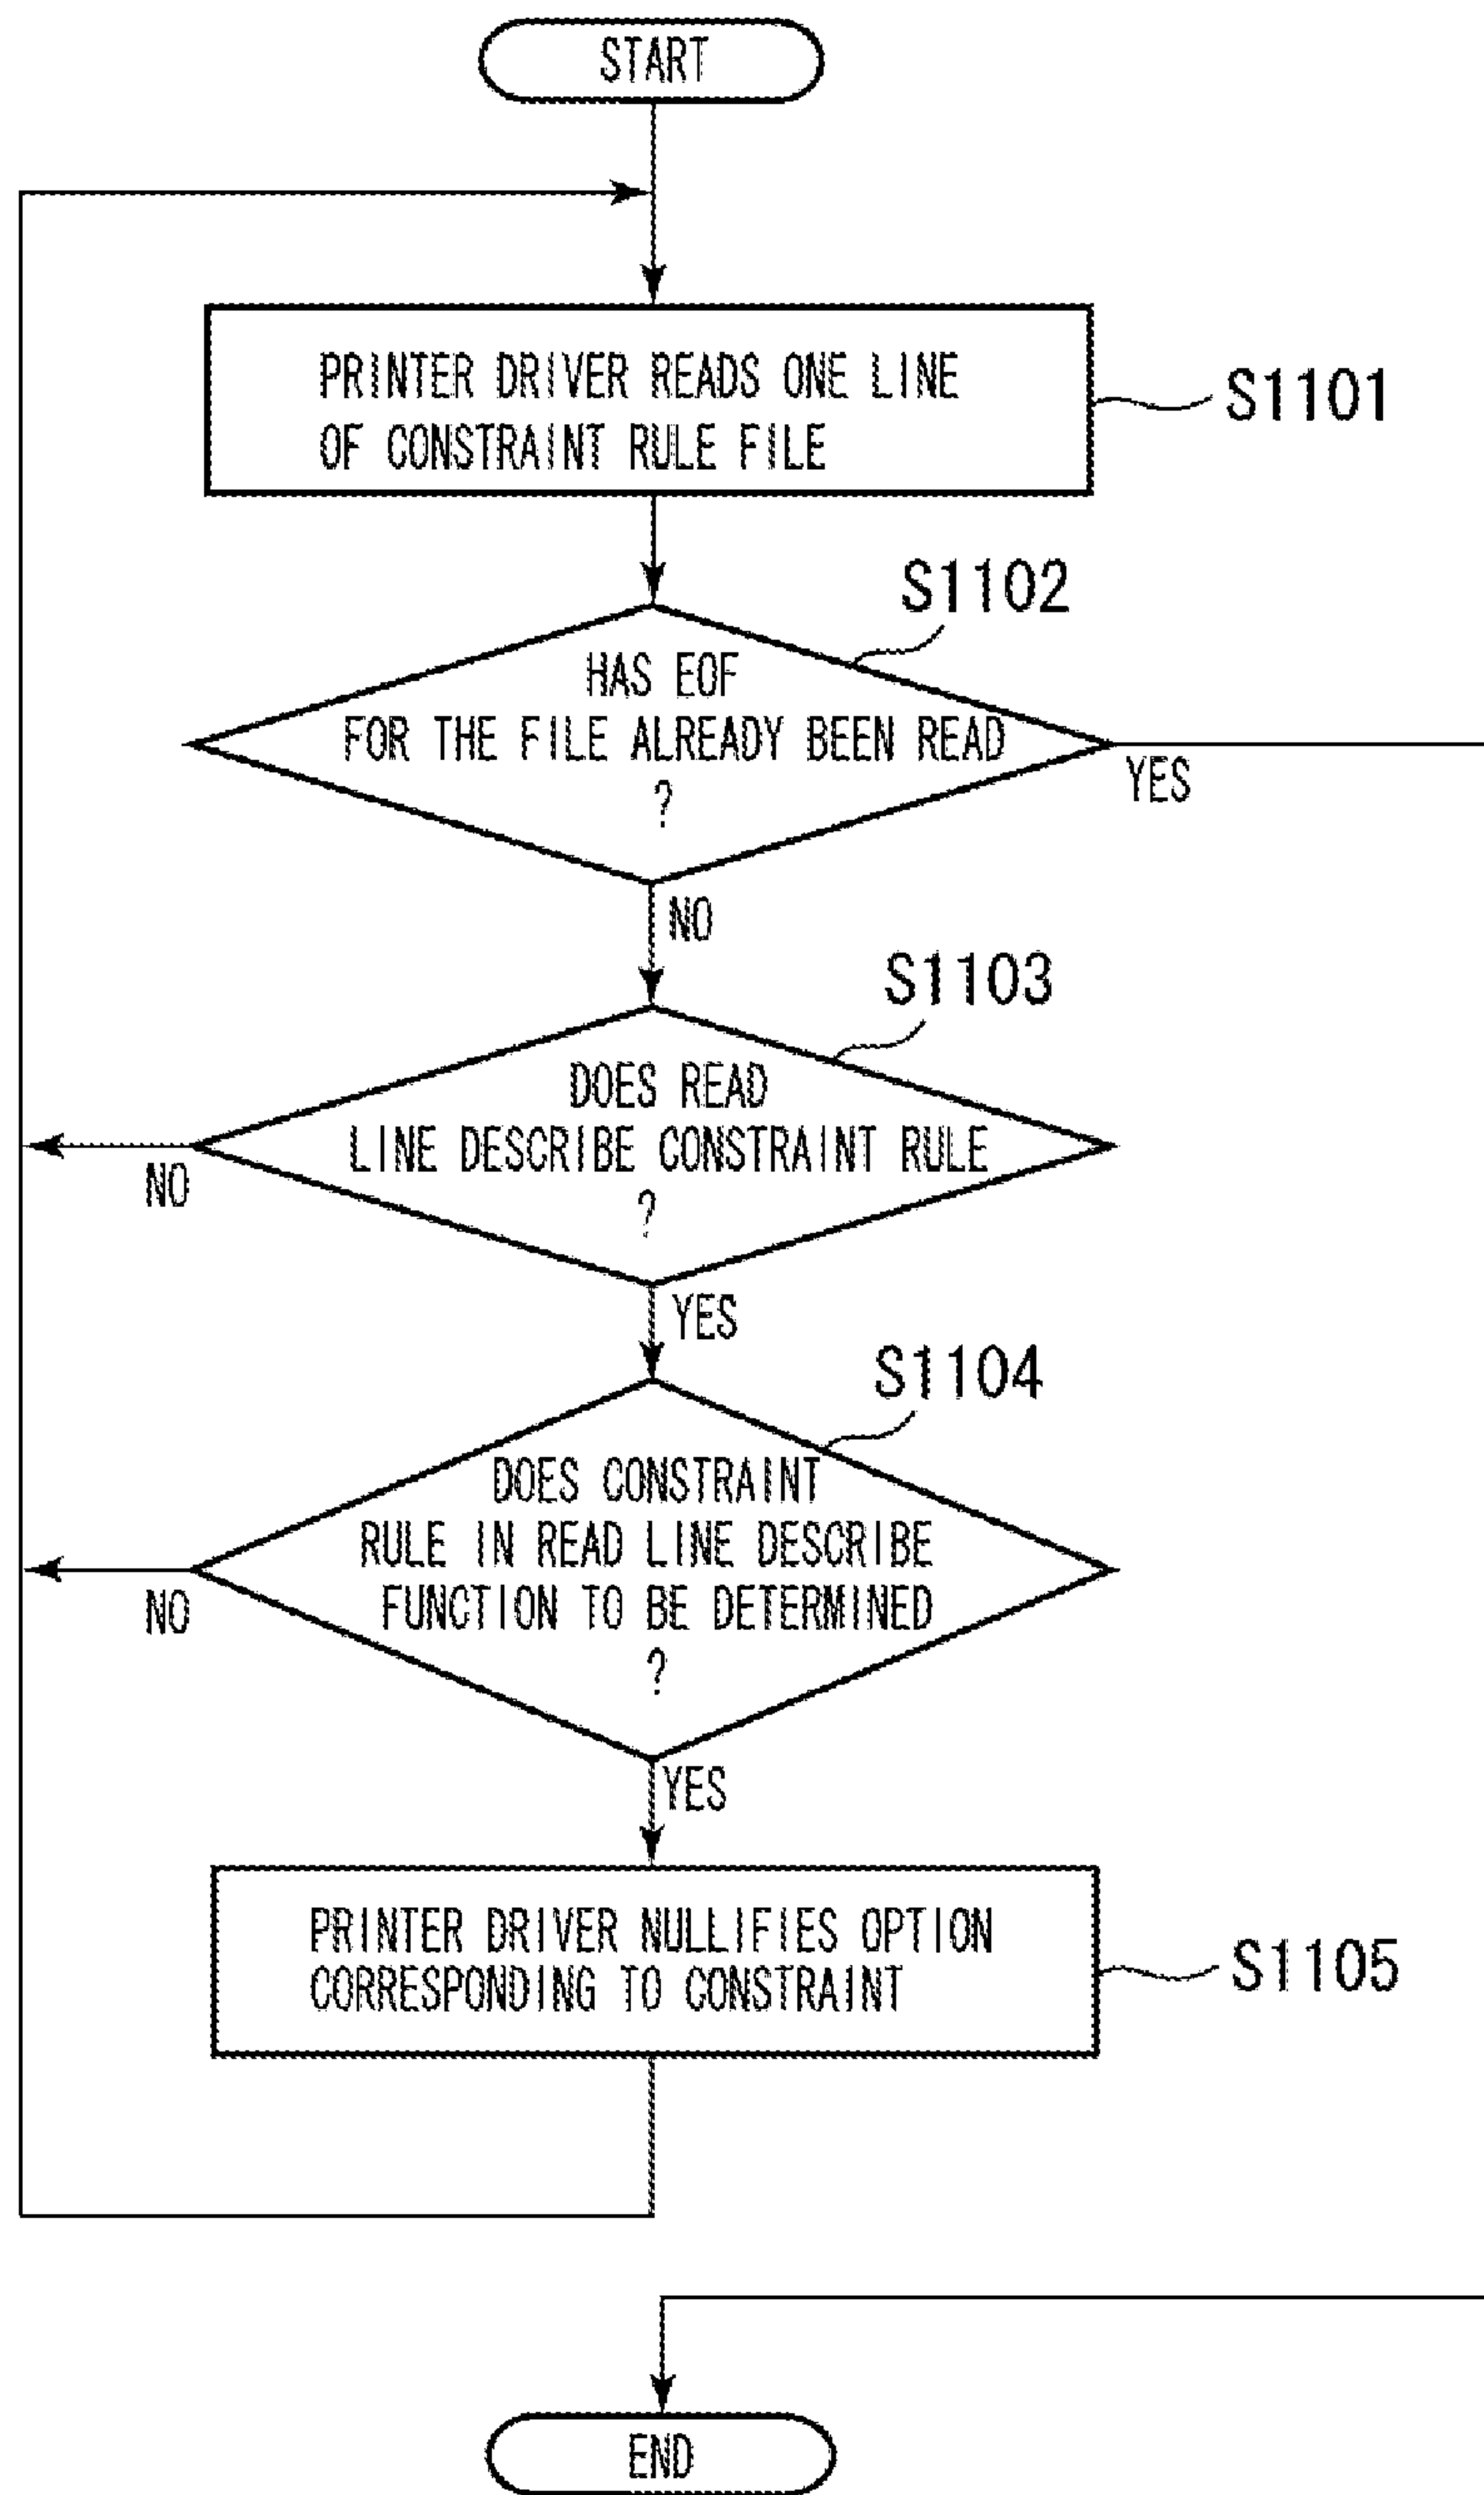 START
PRINTER DRIVER READS ONE LINE
OF CONSTRAINT RULE FILE
S1101
S1102
HAS EOF
FOR THE FILE ALREADY BEEN READ
?
YES
NO
S1103
DOES READ
LINE DESCRIBE CONSTRAINT RULE
?
NO
YES
S1104
DOES CONSTRAINT
RULE IN READ LINE DESCRIBE
FUNCTION TO BE DETERMINED
?
NO
YES
PRINTER DRIVER NULLIFIES OPTION
CORRESPONDING TO CONSTRAINT
S1105
END